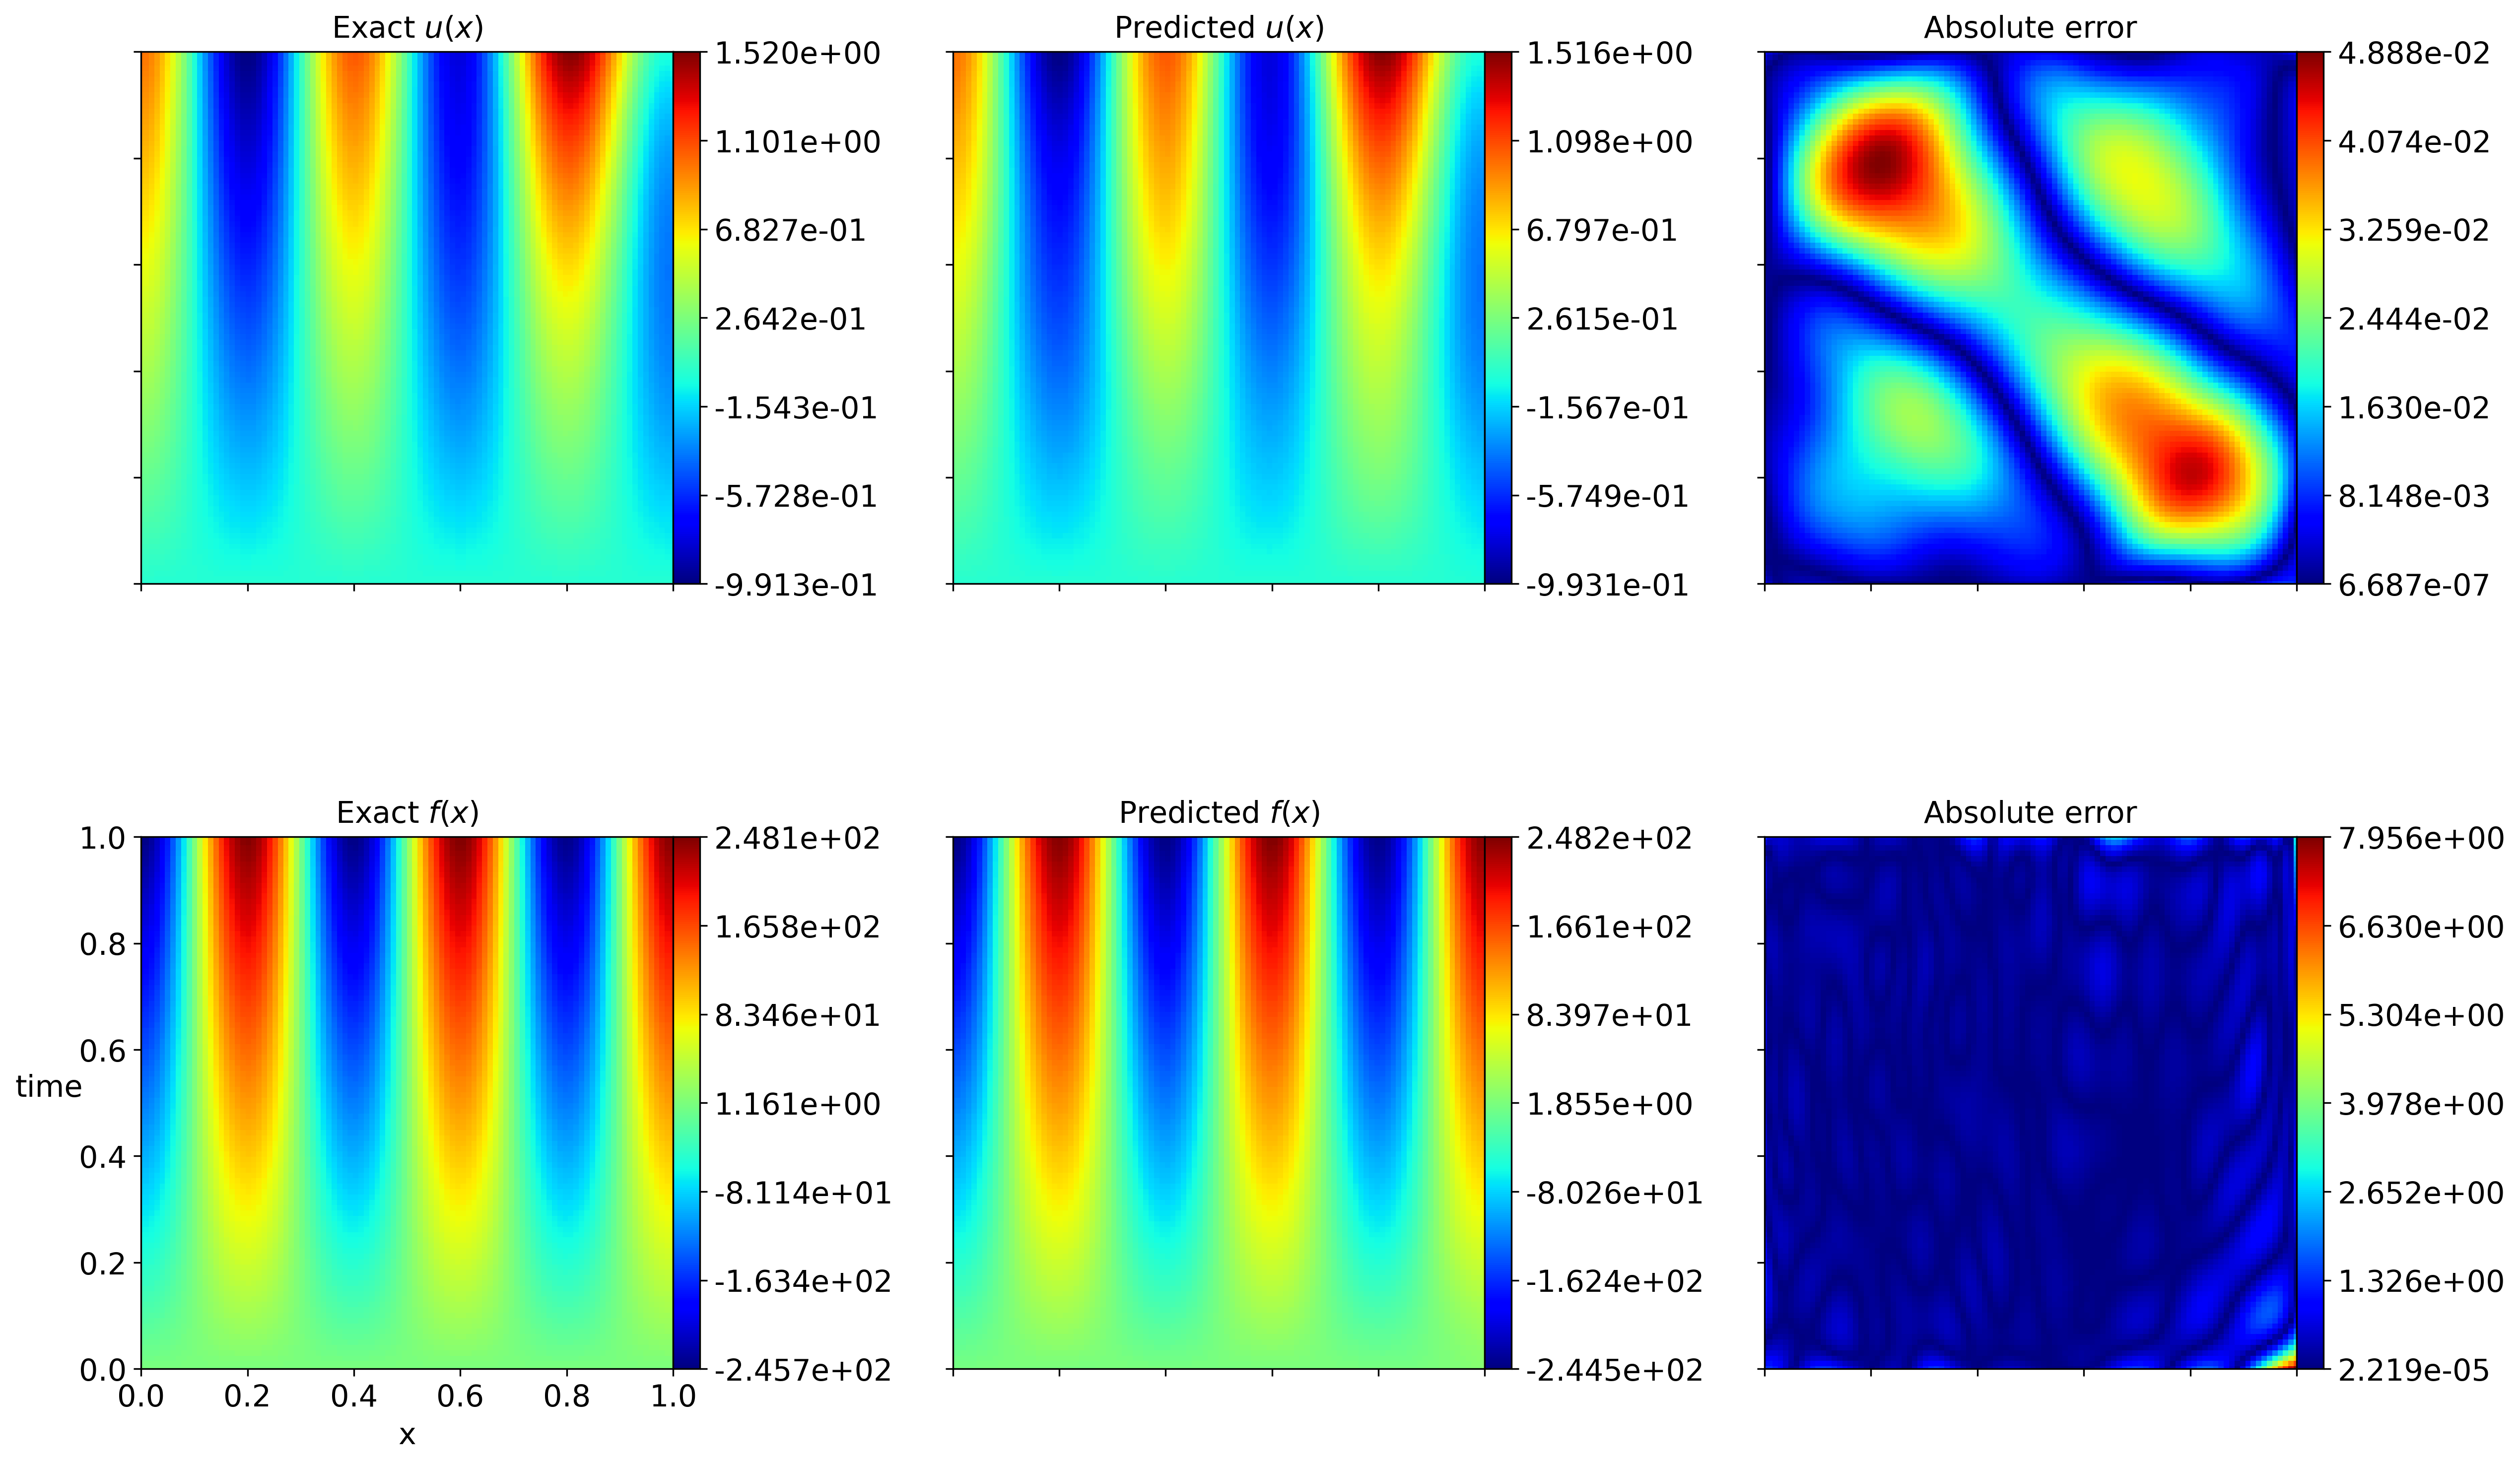 Exact u(x)
1.520e+00
1.101e+00
6.827e-01
2.642e-01
-1.543e-01
-5.728e-01
-9.913e-01
Predicted u(x)
1.516e+00
1.098e+00
6.797e-01
2.615e-01
-1.567e-01
-5.749e-01
-9.931e-01
Absolute error
4.888e-02
4.074e-02
3.259e-02
2.444e-02
1.630e-02
8.148e-03
6.687e-07
Exact f(x)
time
1.0
0.8
0.6
0.4
0.2
0.0
0.0 0.2 0.4 0.6 0.8 1.0
x
2.481e+02
1.658e+02
8.346e+01
1.161e+00
-8.114e+01
-1.634e+02
-2.457e+02
Predicted f(x)
2.482e+02
1.661e+02
8.397e+01
1.855e+00
-8.026e+01
-1.624e+02
-2.445e+02
Absolute error
7.956e+00
6.630e+00
5.304e+00
3.978e+00
2.652e+00
1.326e+00
2.219e-05